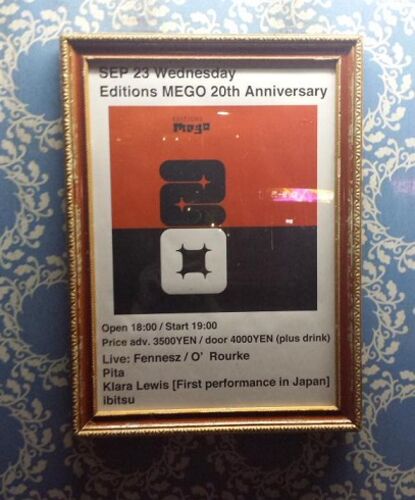 SEP 23 Wednesday
Editions MEGO 20th Anniversary
EDITIONS
mego
Open 18:00 / Start 19:00
Price adv. 3500YEN / door 4000YEN (plus drink)
Live: Fennesz / O' Rourke
Pita
Klara Lewis [First performance in Japan]
ibitsu